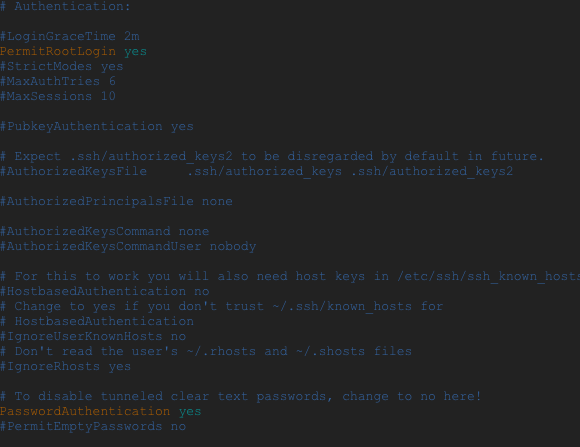 # Authentication:
#LoginGraceTime 2m
PermitRootLogin yes
#StrictModes yes
#MaxAuthTries 6
#MaxSessions 10
#PubkeyAuthentication yes
# Expect .ssh/authorized_keys2 to be disregarded by default in future.
#AuthorizedKeysFile     .ssh/authorized_keys .ssh/authorized_keys2
#AuthorizedPrincipalsFile none
#AuthorizedKeysCommand none
#AuthorizedKeysCommandUser nobody
# For this to work you will also need host keys in /etc/ssh/ssh_known_hosts
#HostbasedAuthentication no
# Change to yes if you don't trust ~/.ssh/known_hosts for
# HostbasedAuthentication
#IgnoreUserKnownHosts no
# Don't read the user's ~/.rhosts and ~/.shosts files
#IgnoreRhosts yes
# To disable tunneled clear text passwords, change to no here!
PasswordAuthentication yes
#PermitEmptyPasswords no